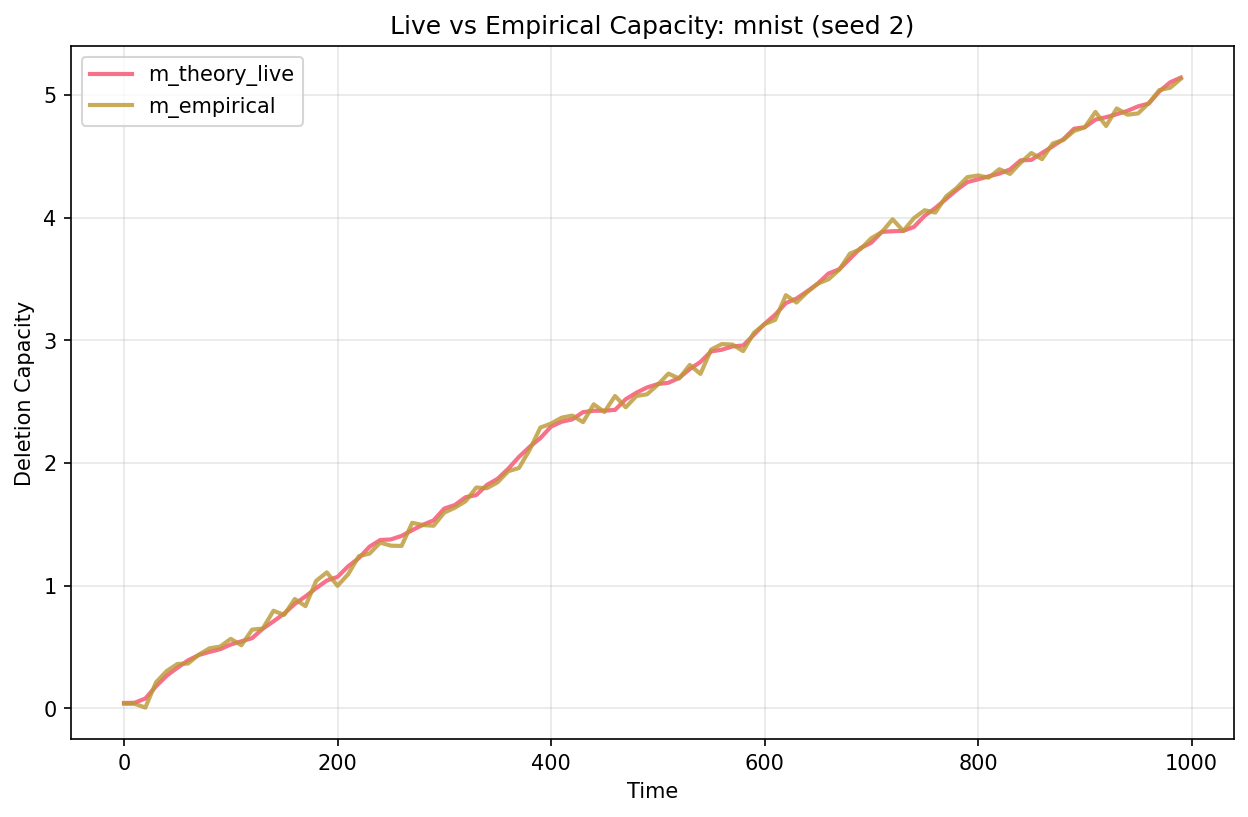 Live vs Empirical Capacity: mnist (seed 2)
m_theory_live
m_empirical
Deletion Capacity
5
4
3
2
1
0
0 200 400 600 800 1000
Time